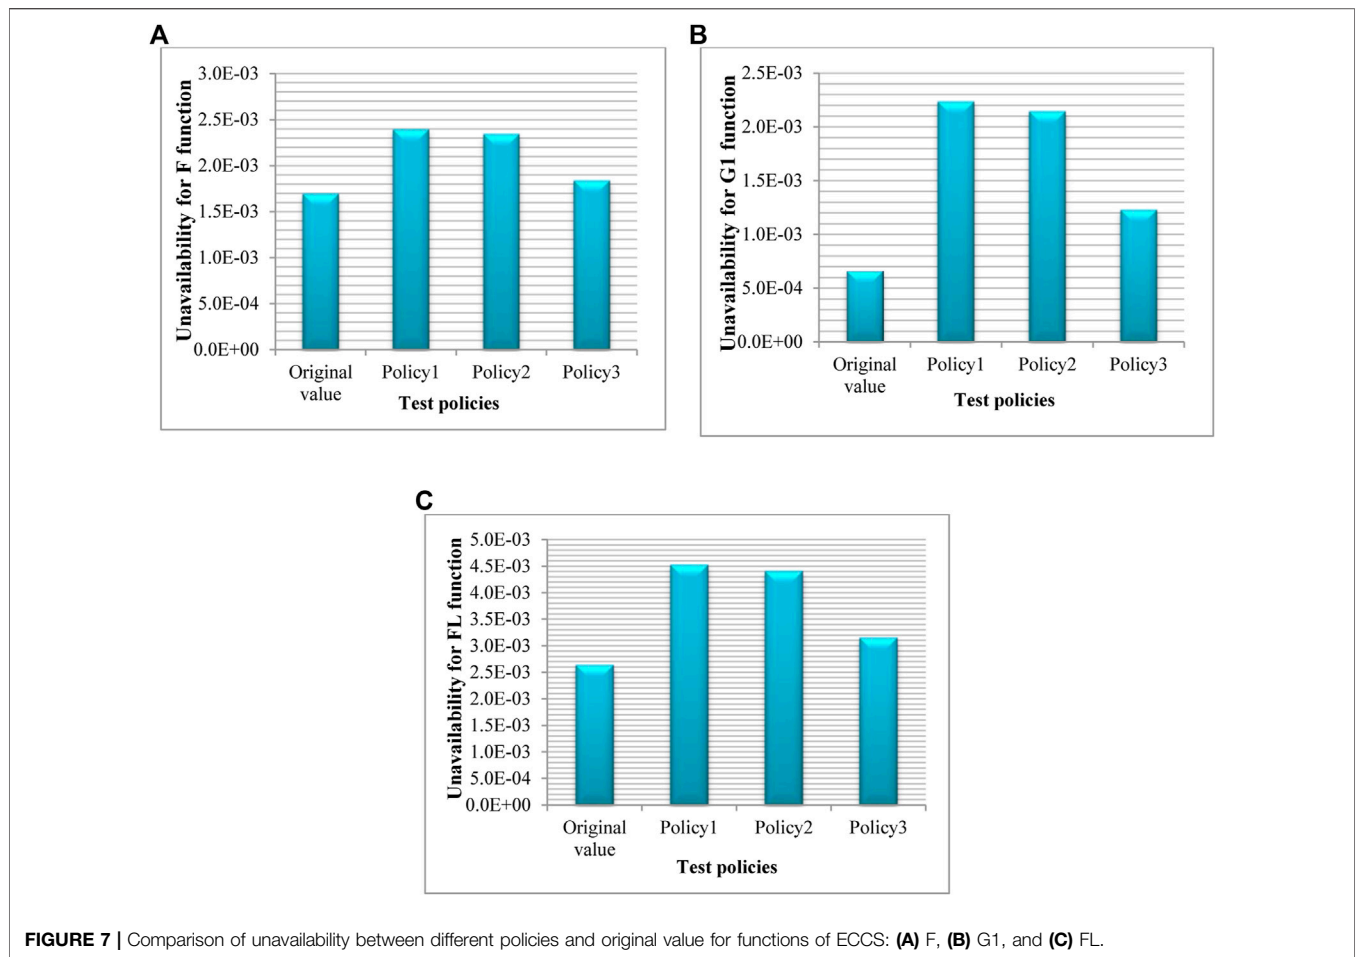 A
Unavailability for F function
3.0E-03
2.5E-03
2.0E-03
1.5E-03
1.0E-03
5.0E-04
0.0E+00
Original value
Policy1
Policy2
Policy3
Test policies
B
Unavailability for G1 function
2.5E-03
2.0E-03
1.5E-03
1.0E-03
5.0E-04
0.0E+00
Original value
Policy1
Policy2
Policy3
Test policies
C
Unavailability for FL function
5.0E-03
4.5E-03
4.0E-03
3.5E-03
3.0E-03
2.5E-03
2.0E-03
1.5E-03
1.0E-03
5.0E-04
0.0E+00
Original value
Policy1
Policy2
Policy3
Test policies
FIGURE 7 | Comparison of unavailability between different policies and original value for functions of ECCS: (A) F, (B) G1, and (C) FL.